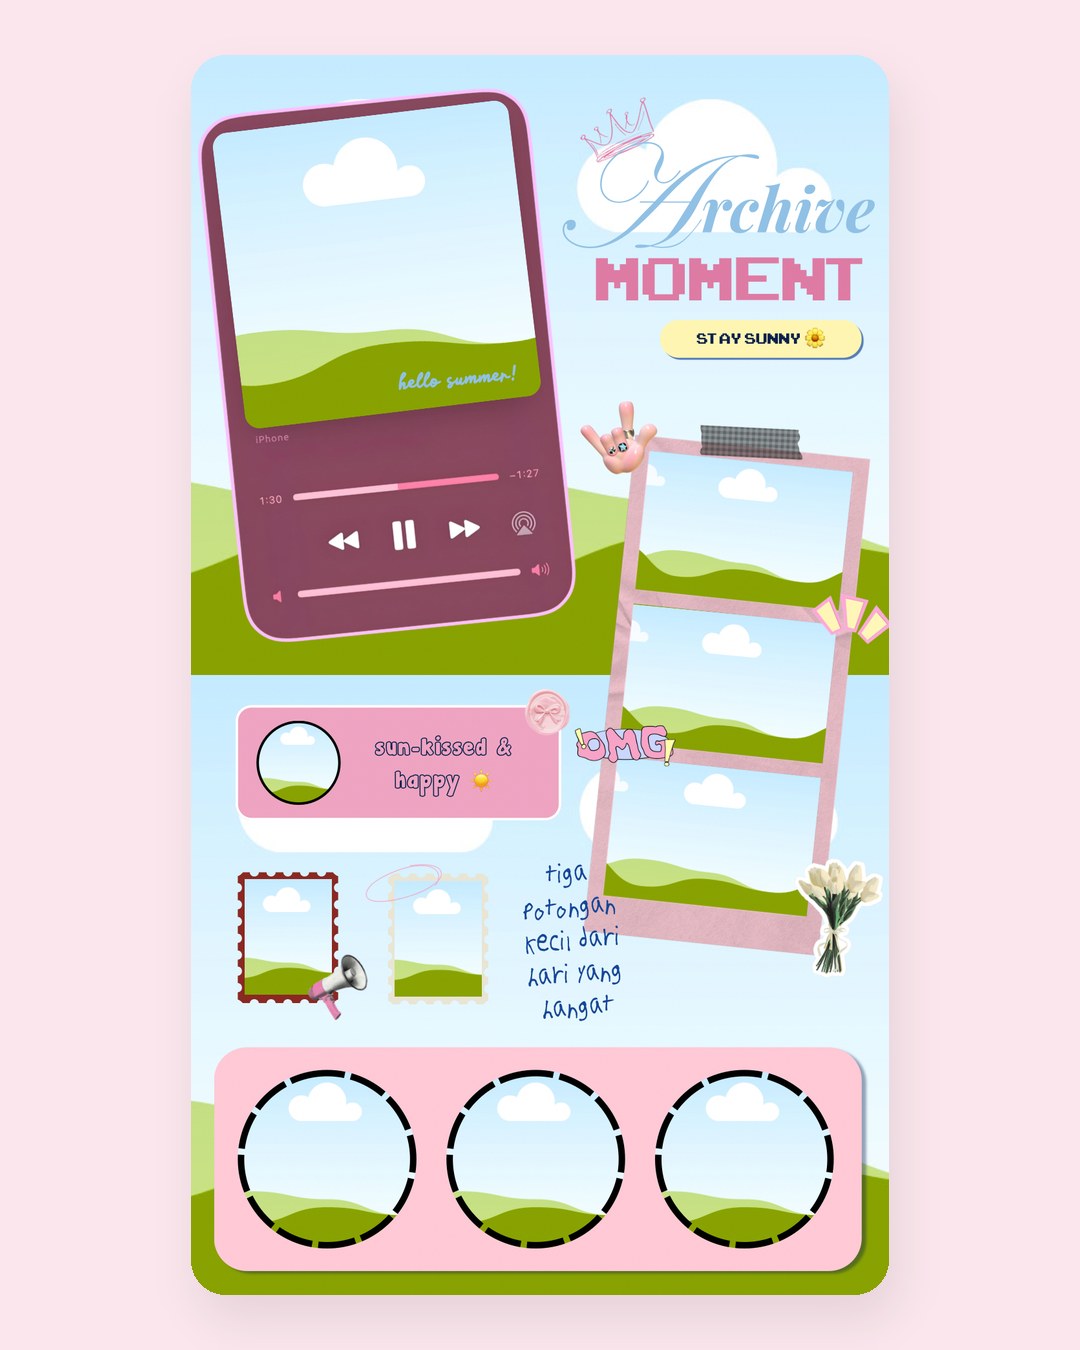 Archive
MOMENT
STAY SUNNY 🌼
hello summer!
iPhone
1:30
-1:27
OMG
sun-kissed &
happy ☀️
tiga
potongan
kecil dari
hari yang
hangat